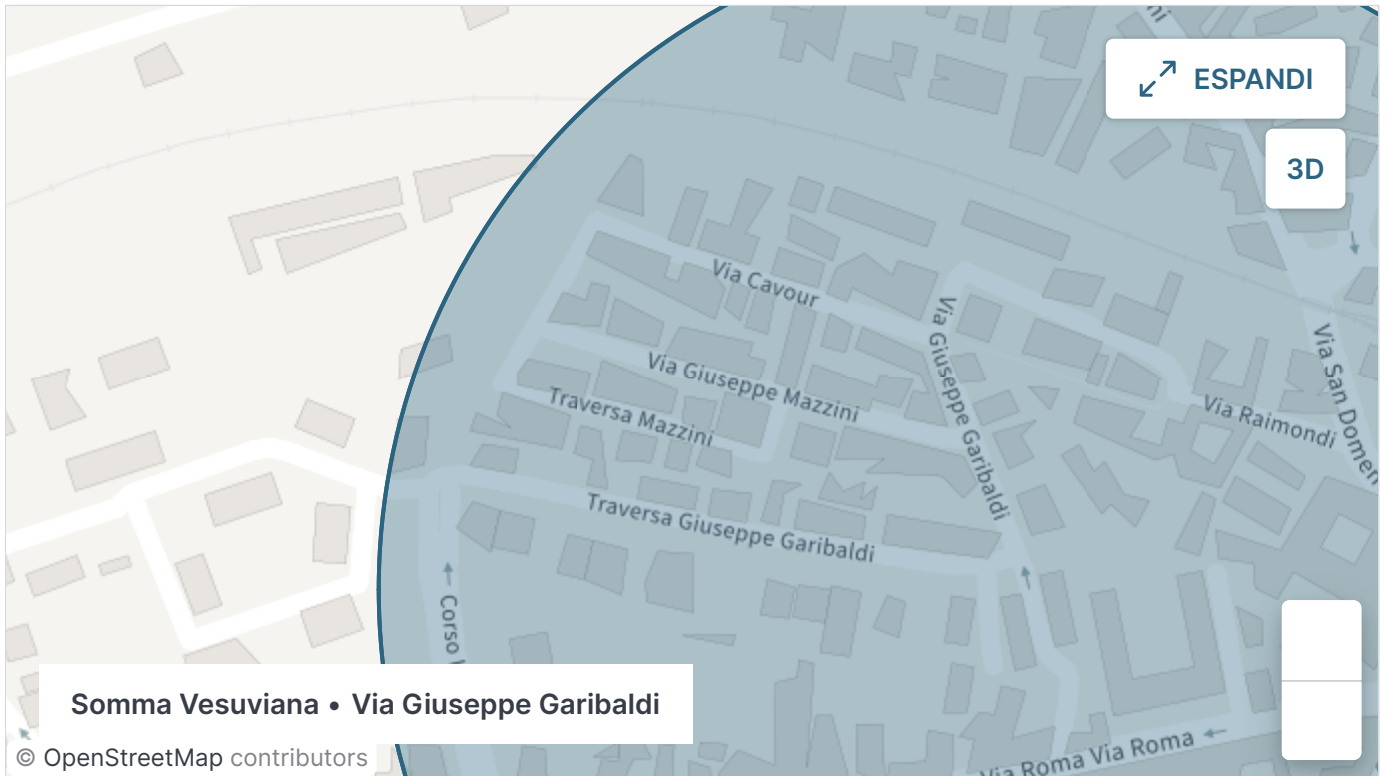 ESPANDI
3D
Via Cavour
Via Giuseppe Garibaldi
Via San Domen
Via Giuseppe Mazzini
Traversa Mazzini
Via Raimondi
Traversa Giuseppe Garibaldi
Corso
Somma Vesuviana • Via Giuseppe Garibaldi
Via Roma Via Roma
© OpenStreetMap contributors